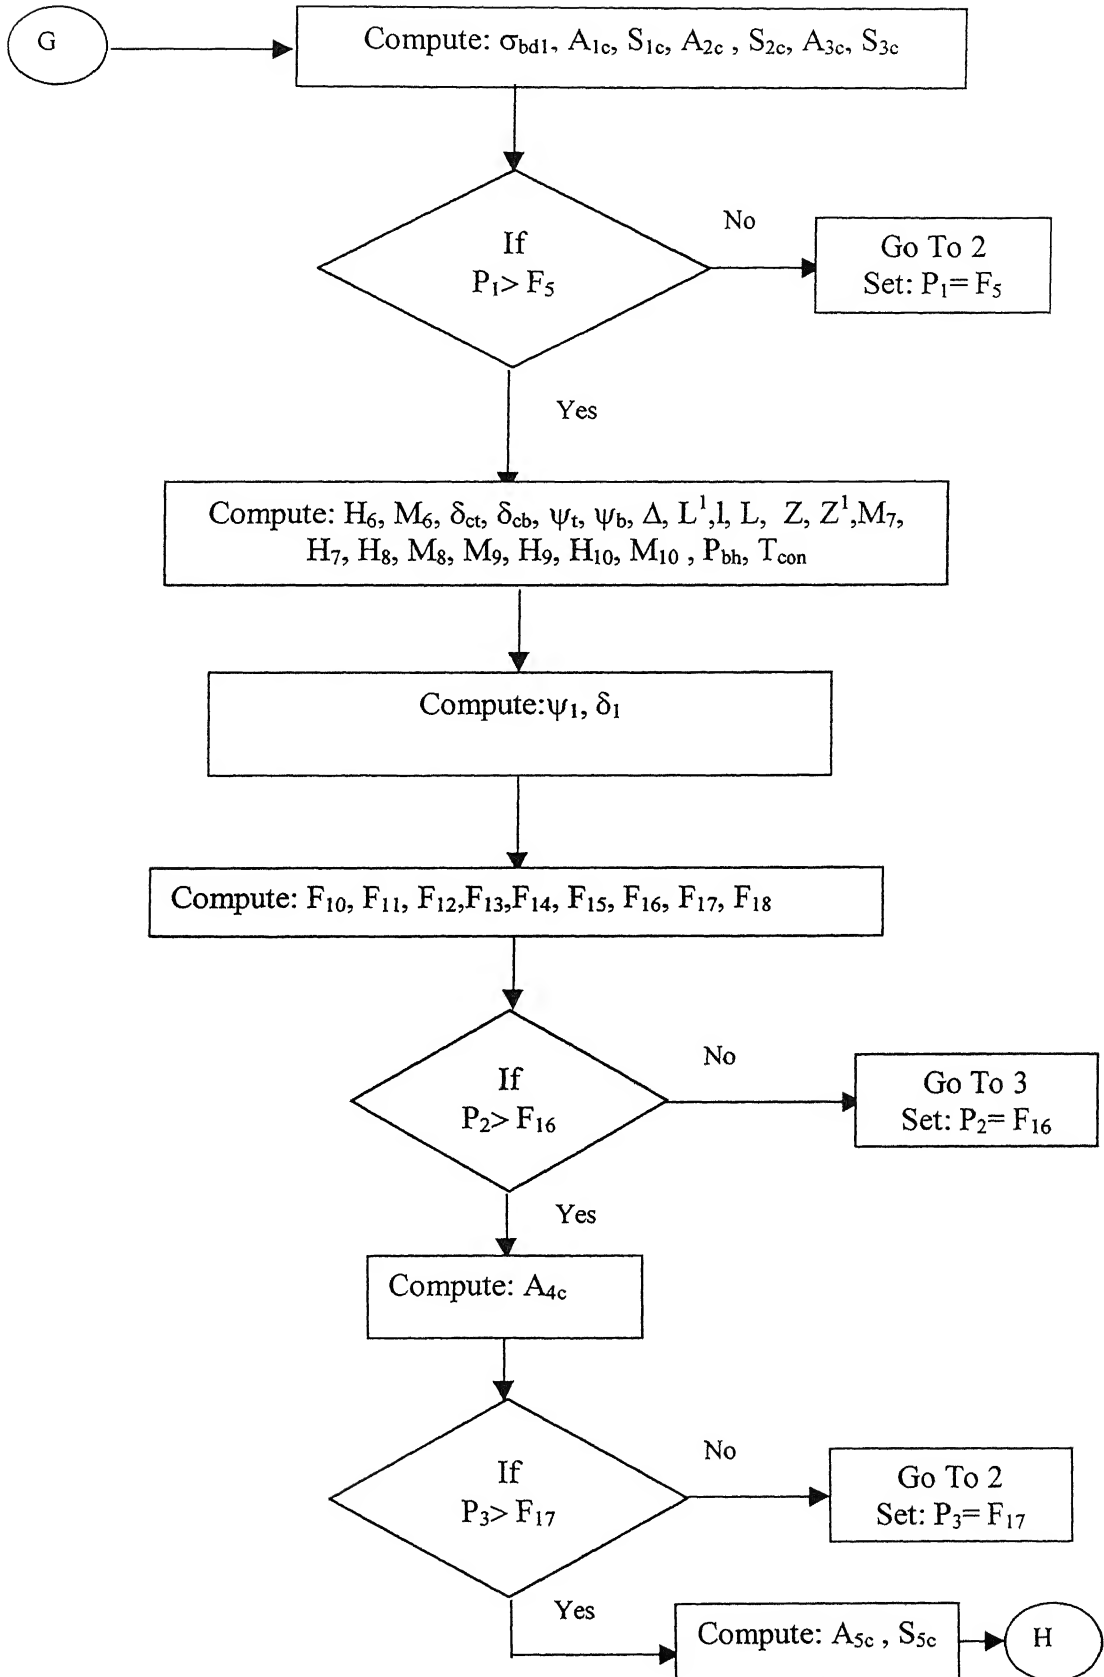 G
Compute: σbd1, A1c, S1c, A2c , S2c, A3c, S3c
If
P₁> F₅
No
Go To 2
Set: P₁= F₅
Yes
Compute: H₆, M₆, δct, δcb, ψt, ψb, Δ, L¹,l, L, Z, Z¹,M₇,
H₇, H₈, M₈, M₉, H₉, H₁₀, M₁₀ , Pbh, Tcon
Compute:ψ₁, δ₁
Compute: F₁₀, F₁₁, F₁₂,F₁₃,F₁₄, F₁₅, F₁₆, F₁₇, F₁₈
If
P₂> F₁₆
No
Go To 3
Set: P₂= F₁₆
Yes
Compute: A4c
If
P₃> F₁₇
No
Go To 2
Set: P₃= F₁₇
Yes
Compute: A5c , S5c
H